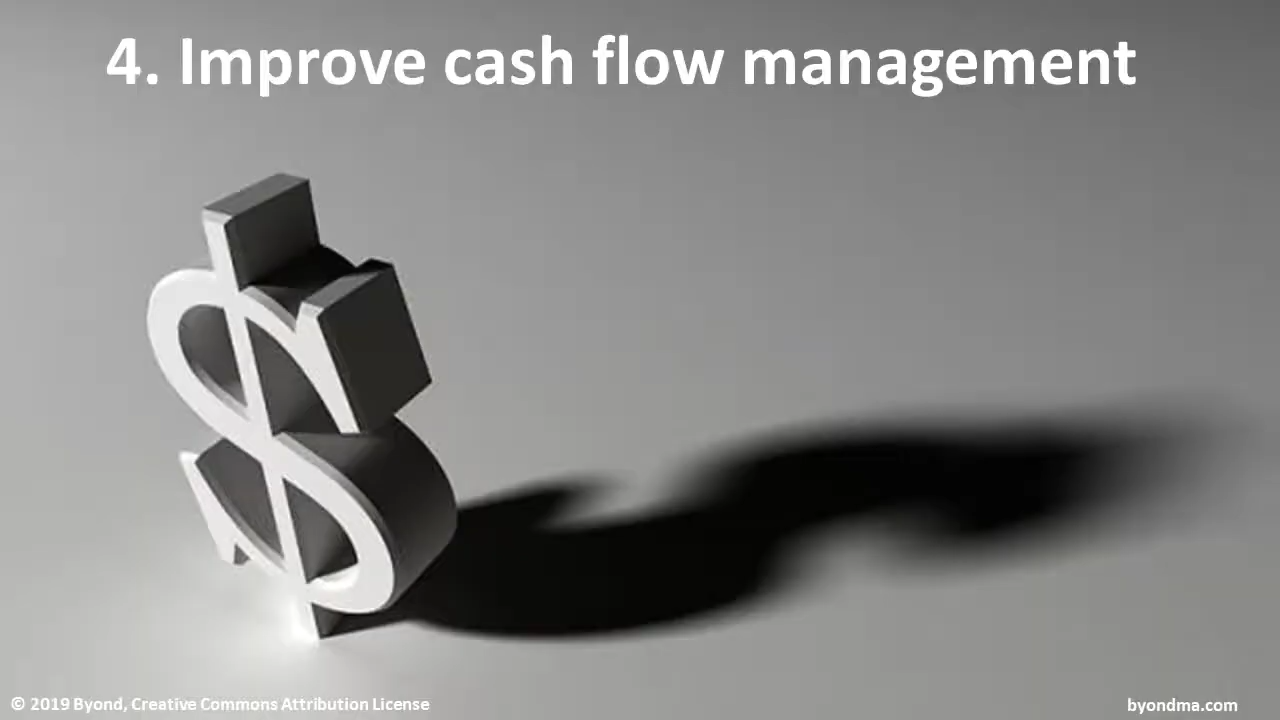 4. Improve cash flow management
© 2019 Byond, Creative Commons Attribution License
byondma.com